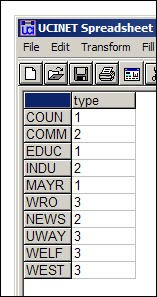 UCINET Spreadsheet
File Edit Transform Fill
type
COUN 1
COMM 2
EDUC 1
INDU 2
MAYR 1
WRO 3
NEWS 2
UWAY 3
WELF 3
WEST 3